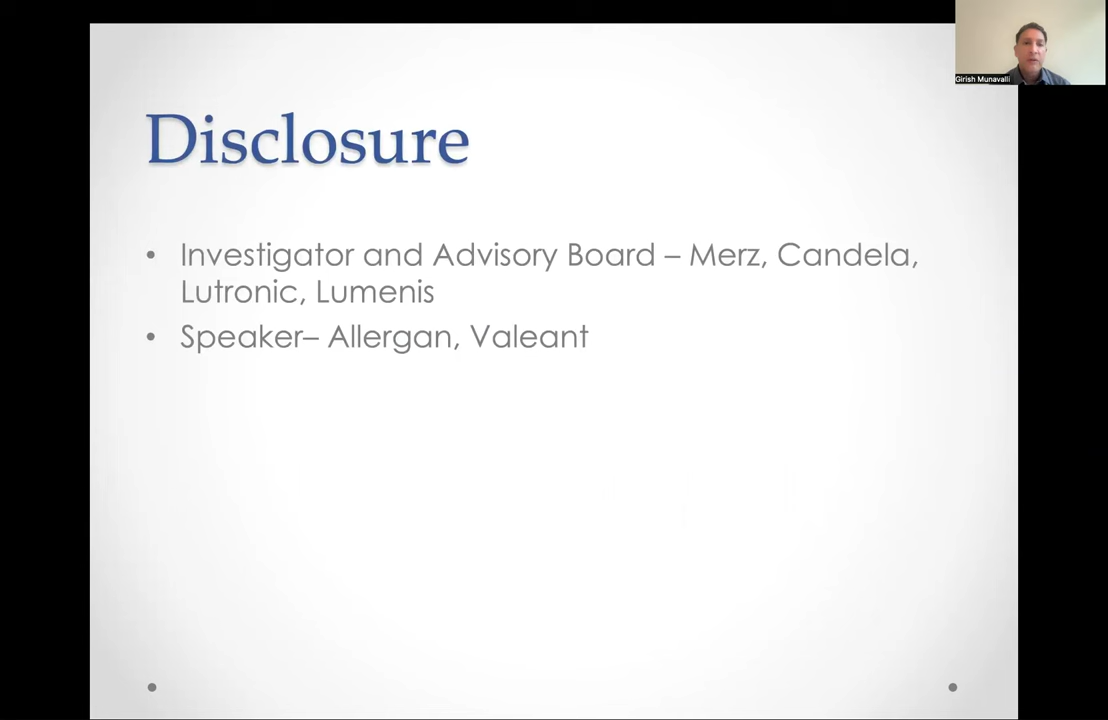 Girish Munavalli
Disclosure
• Investigator and Advisory Board – Merz, Candela,
Lutronic, Lumenis
• Speaker– Allergan, Valeant